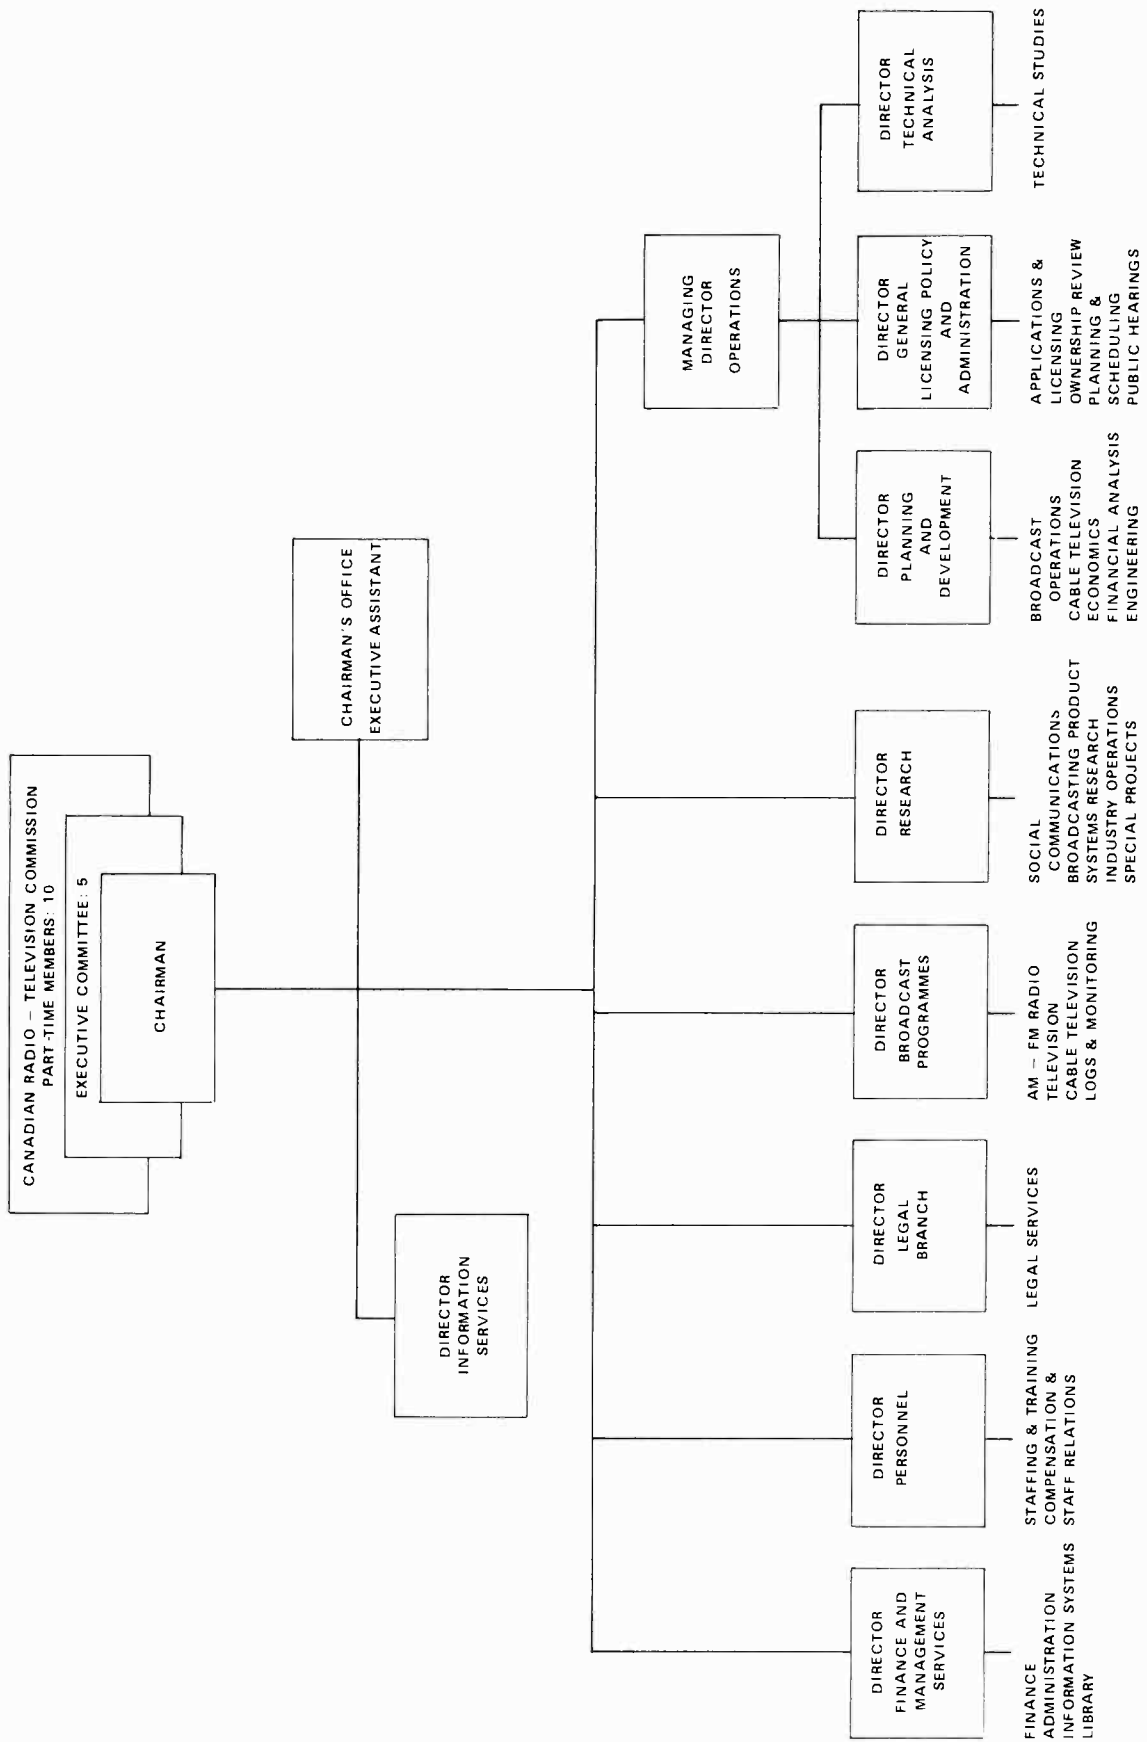 CANADIAN RADIO – TELEVISION COMMISSION
PART-TIME MEMBERS: 10
EXECUTIVE COMMITTEE: 5
CHAIRMAN
CHAIRMAN'S OFFICE
EXECUTIVE ASSISTANT
DIRECTOR
INFORMATION
SERVICES
MANAGING
DIRECTOR
OPERATIONS
DIRECTOR
FINANCE AND
MANAGEMENT
SERVICES
FINANCE
ADMINISTRATION
INFORMATION SYSTEMS
LIBRARY
DIRECTOR
PERSONNEL
STAFFING & TRAINING
COMPENSATION &
STAFF RELATIONS
DIRECTOR
LEGAL
BRANCH
LEGAL SERVICES
DIRECTOR
BROADCAST
PROGRAMMES
AM – FM RADIO
TELEVISION
CABLE TELEVISION
LOGS & MONITORING
DIRECTOR
RESEARCH
SOCIAL
COMMUNICATIONS
BROADCASTING PRODUCT
SYSTEMS RESEARCH
INDUSTRY OPERATIONS
SPECIAL PROJECTS
DIRECTOR
PLANNING
AND
DEVELOPMENT
BROADCAST
OPERATIONS
CABLE TELEVISION
ECONOMICS
FINANCIAL ANALYSIS
ENGINEERING
DIRECTOR
GENERAL
LICENSING POLICY
AND
ADMINISTRATION
APPLICATIONS &
LICENSING
OWNERSHIP REVIEW
PLANNING &
SCHEDULING
PUBLIC HEARINGS
DIRECTOR
TECHNICAL
ANALYSIS
TECHNICAL STUDIES